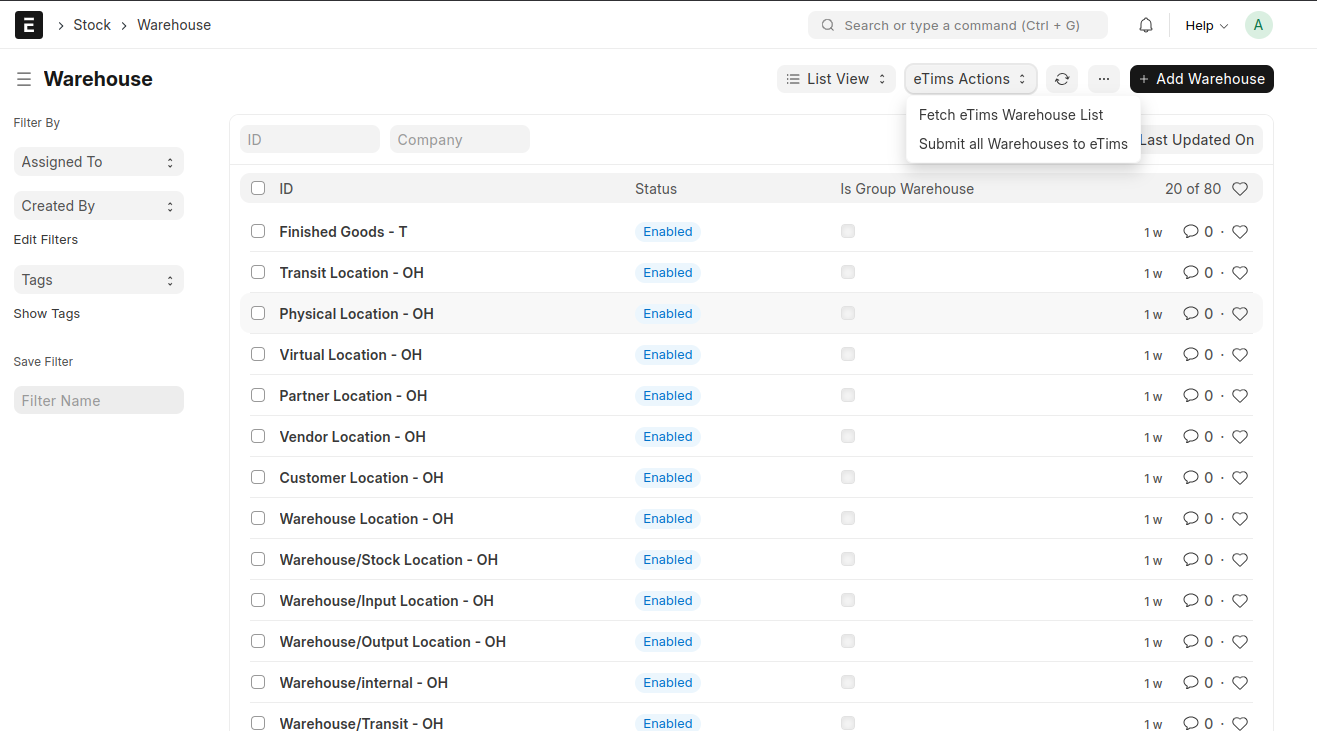 E Stock Warehouse Search or type a command (Ctrl + G) Help A
Warehouse List View eTims Actions ... + Add Warehouse
Fetch eTims Warehouse List
Submit all Warehouses to eTims
Filter By
Assigned To
Created By
Edit Filters
Tags
Show Tags
Save Filter
Filter Name
ID Company Last Updated On
ID Status Is Group Warehouse 20 of 80
Finished Goods - T Enabled 1 w 0 ·
Transit Location - OH Enabled 1 w 0 ·
Physical Location - OH Enabled 1 w 0 ·
Virtual Location - OH Enabled 1 w 0 ·
Partner Location - OH Enabled 1 w 0 ·
Vendor Location - OH Enabled 1 w 0 ·
Customer Location - OH Enabled 1 w 0 ·
Warehouse Location - OH Enabled 1 w 0 ·
Warehouse/Stock Location - OH Enabled 1 w 0 ·
Warehouse/Input Location - OH Enabled 1 w 0 ·
Warehouse/Output Location - OH Enabled 1 w 0 ·
Warehouse/internal - OH Enabled 1 w 0 ·
Warehouse/Transit - OH Enabled 1 w 0 ·